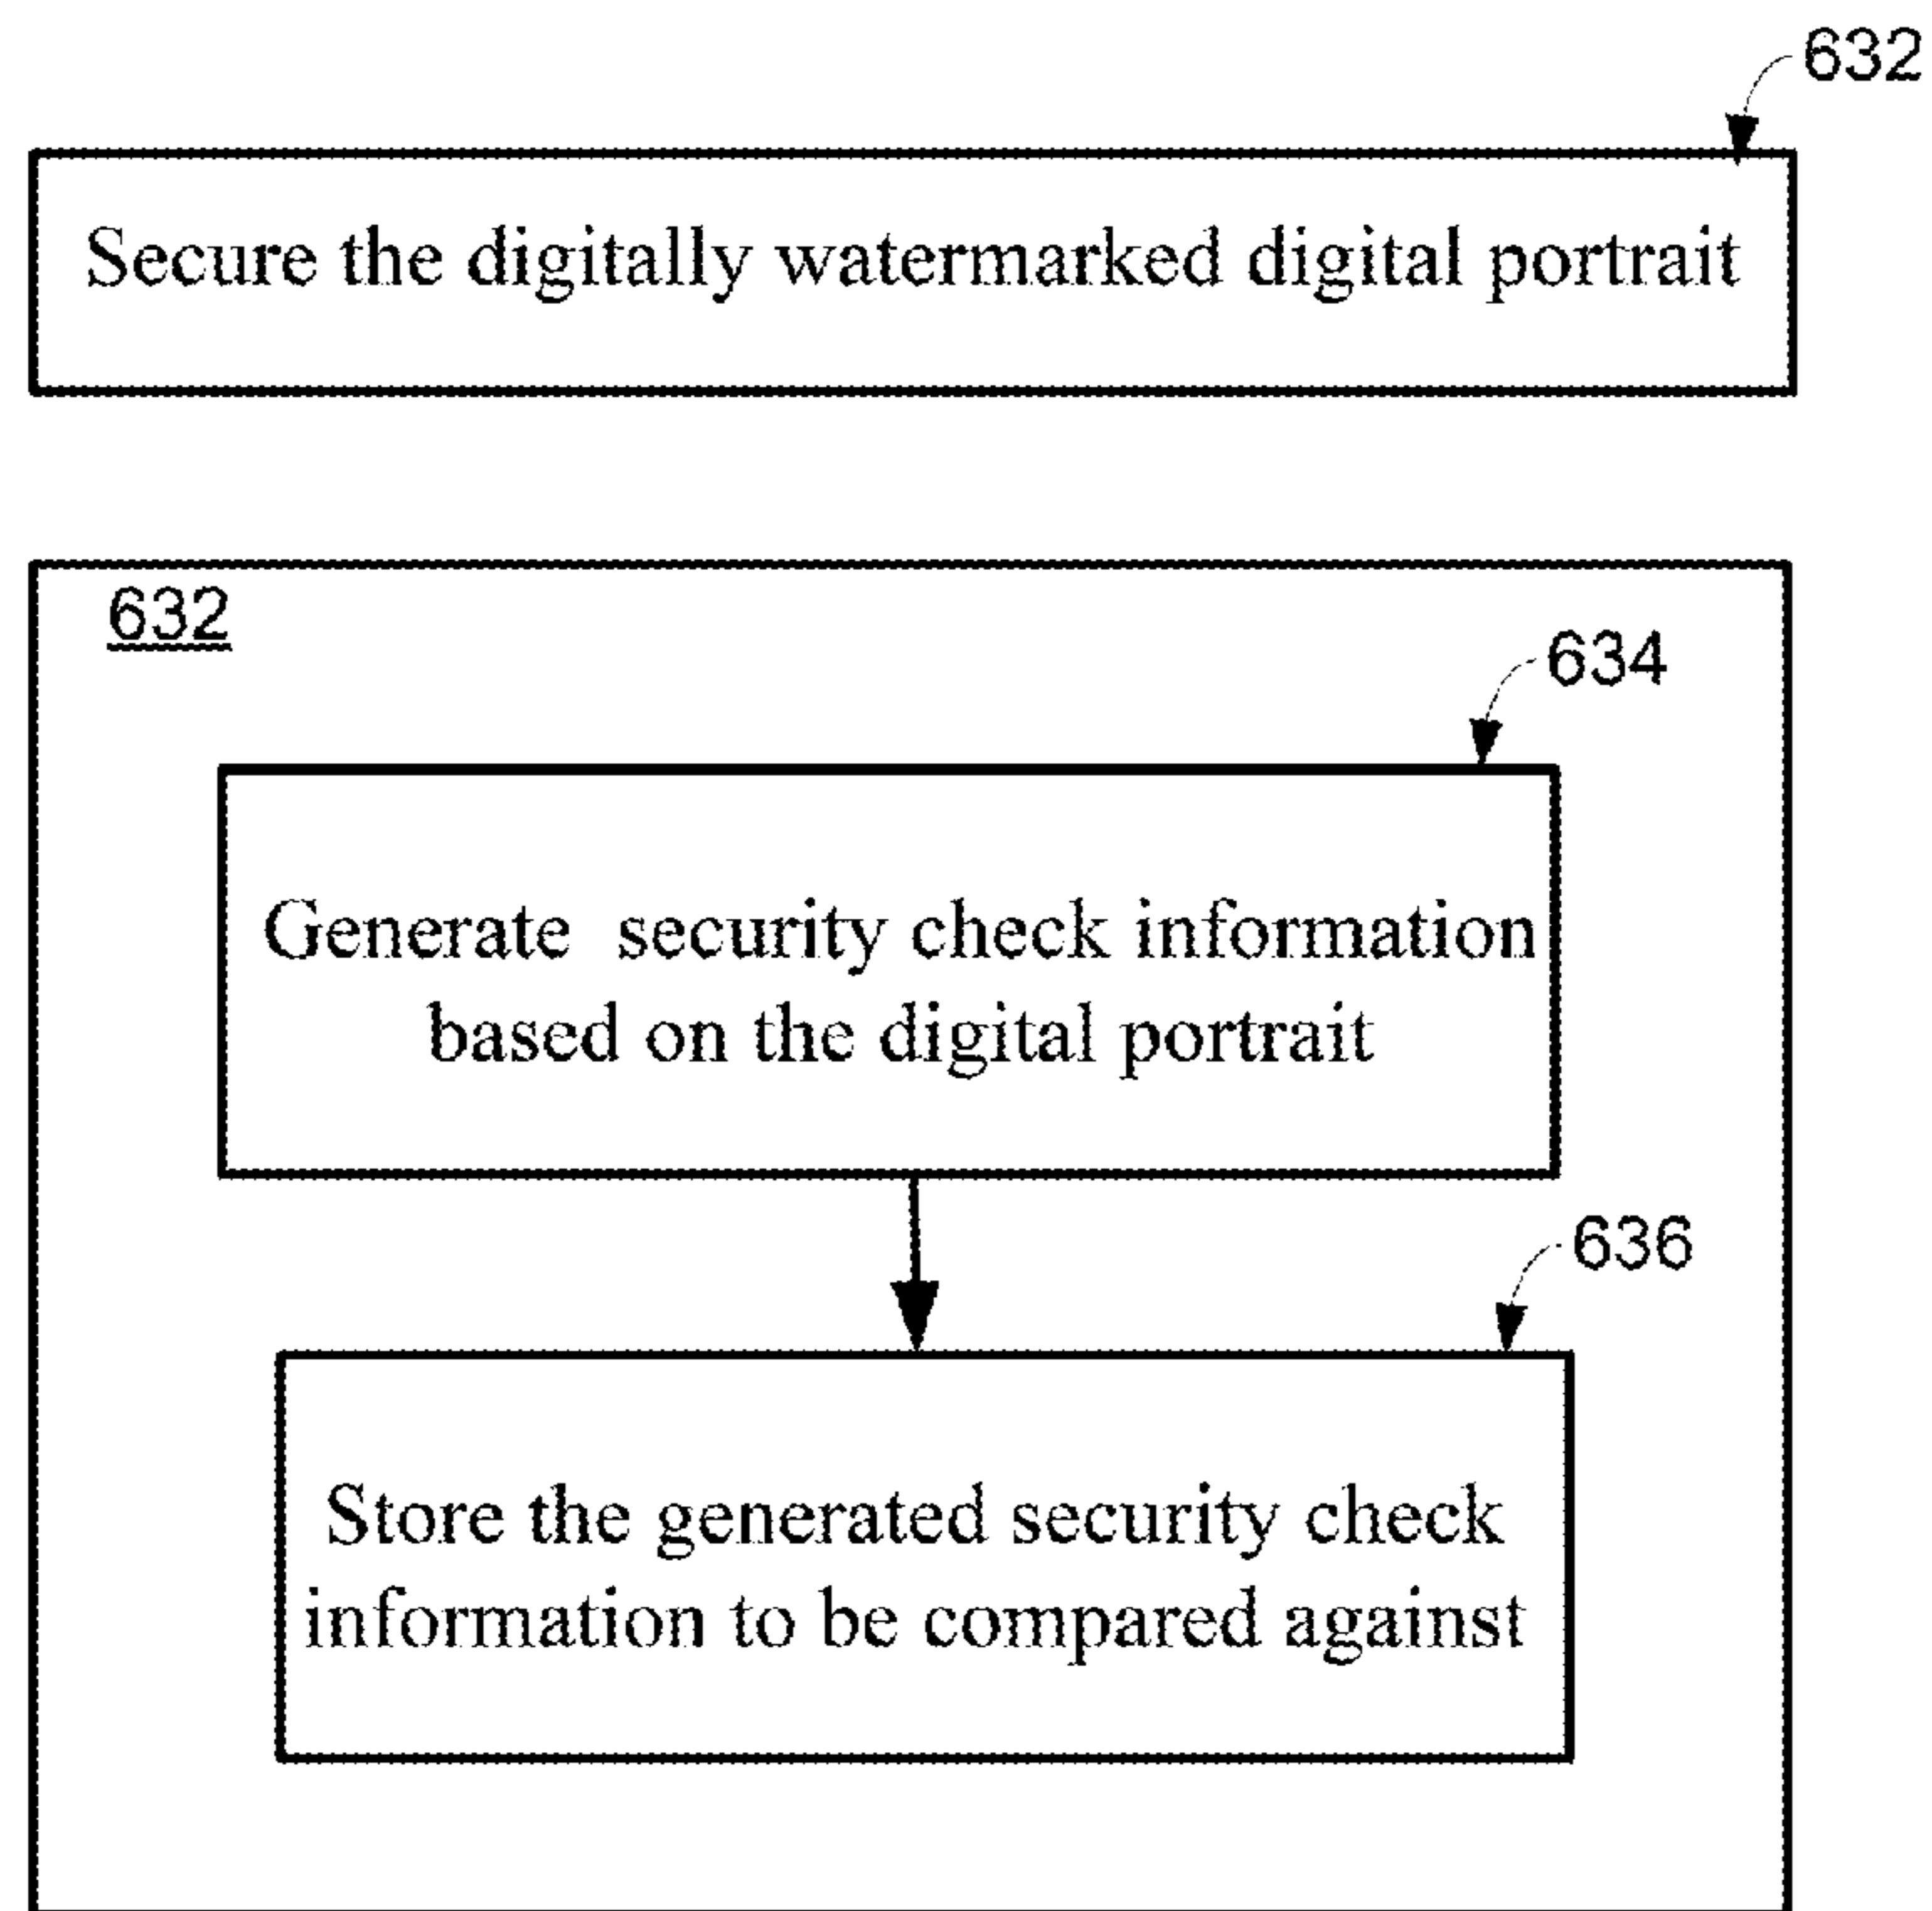 632
Secure the digitally watermarked digital portrait
632
634
Generate security check information
based on the digital portrait
636
Store the generated security check
information to be compared against